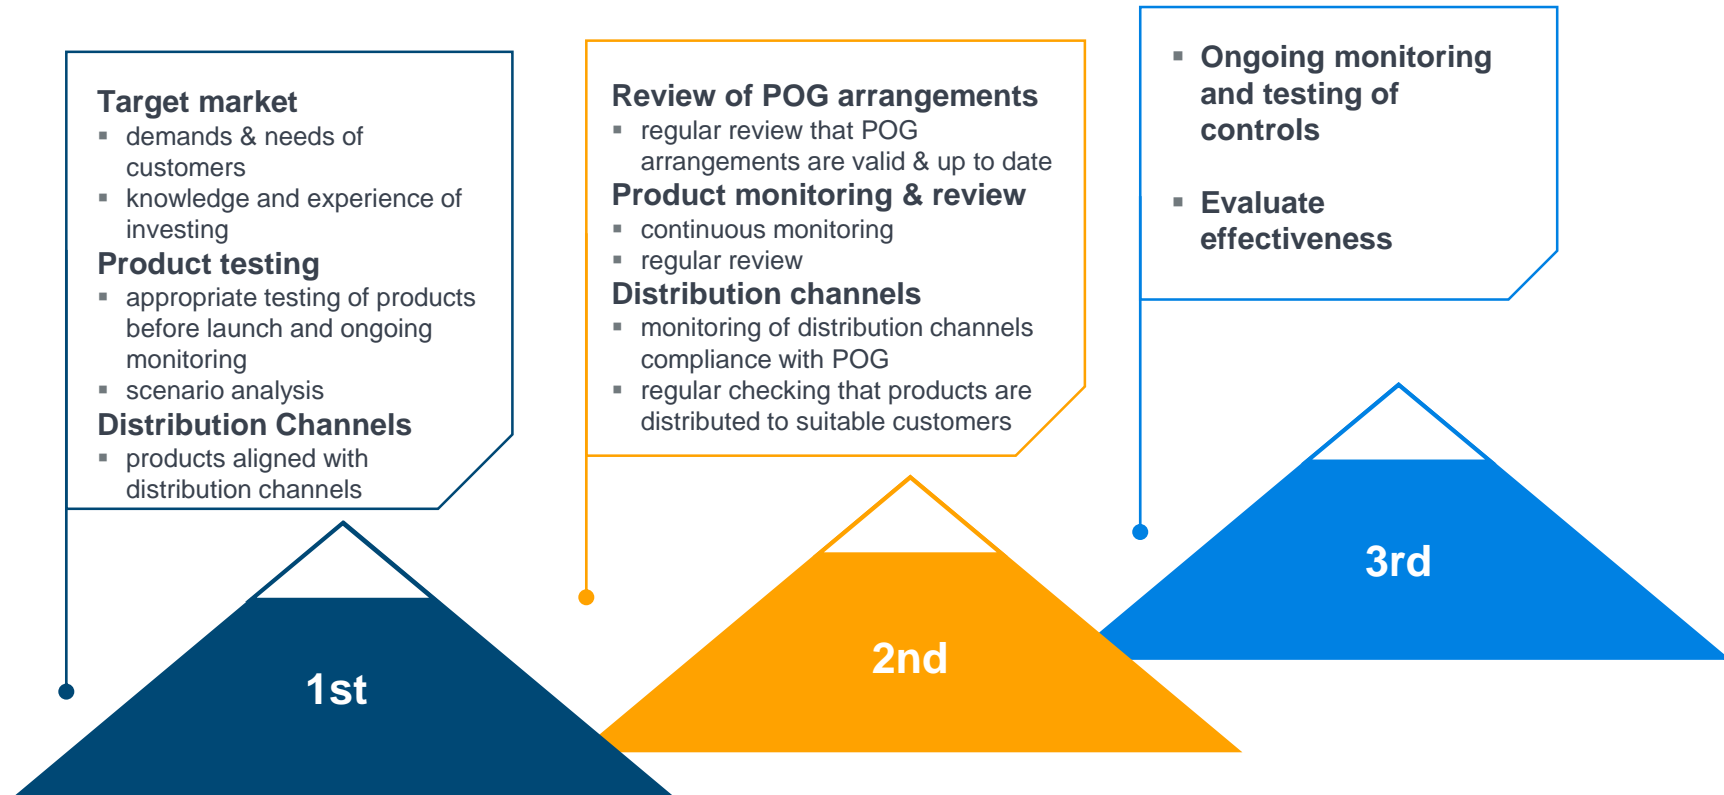 Target market
▪ demands & needs of
customers
▪ knowledge and experience of
investing
Product testing
▪ appropriate testing of products
before launch and ongoing
monitoring
▪ scenario analysis
Distribution Channels
▪ products aligned with
distribution channels
1st
Review of POG arrangements
▪ regular review that POG
arrangements are valid & up to date
Product monitoring & review
▪ continuous monitoring
▪ regular review
Distribution channels
▪ monitoring of distribution channels
compliance with POG
▪ regular checking that products are
distributed to suitable customers
2nd
▪ Ongoing monitoring
and testing of
controls
▪ Evaluate
effectiveness
3rd